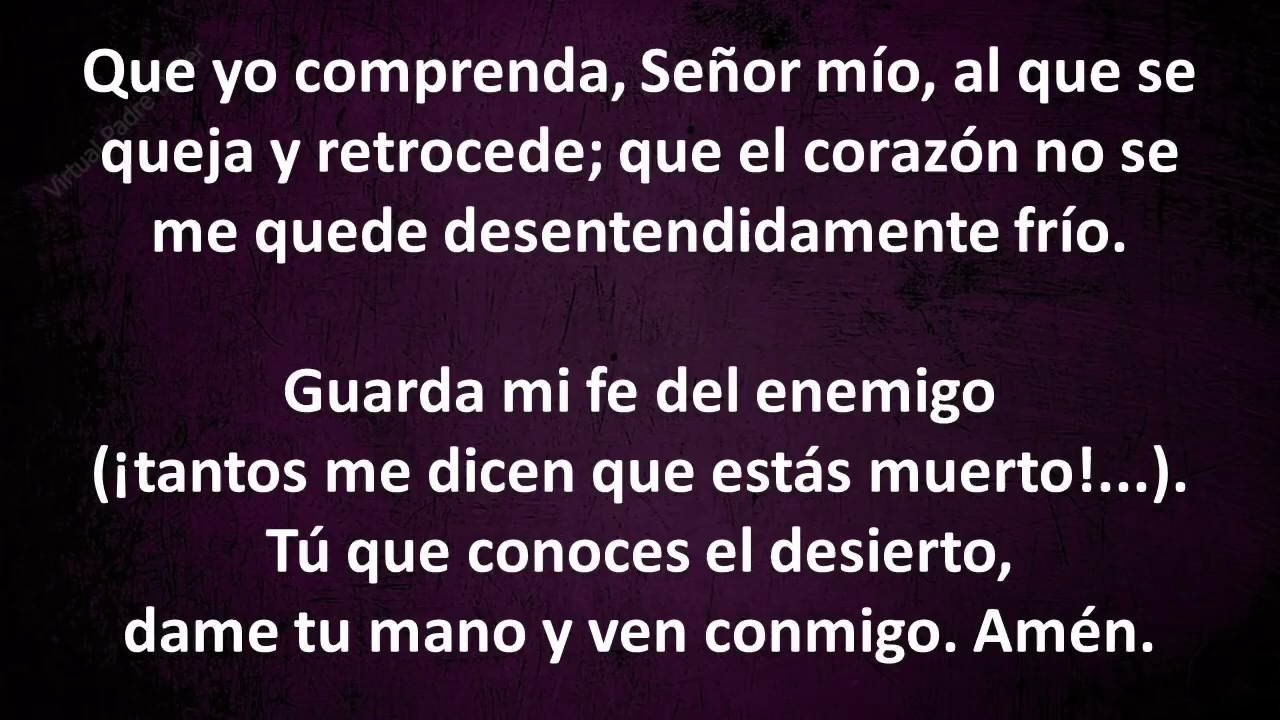 Que yo comprenda, Señor mío, al que se
queja y retrocede; que el corazón no se
me quede desentendidamente frío.
Guarda mi fe del enemigo
(¡tantos me dicen que estás muerto!...).
Tú que conoces el desierto,
dame tu mano y ven conmigo. Amén.
Virtual Padre